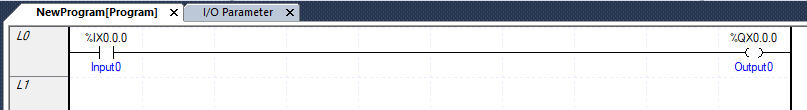 NewProgram[Program] I/O Parameter
L0
%IX0.0.0 %QX0.0.0
Input0 Output0
L1